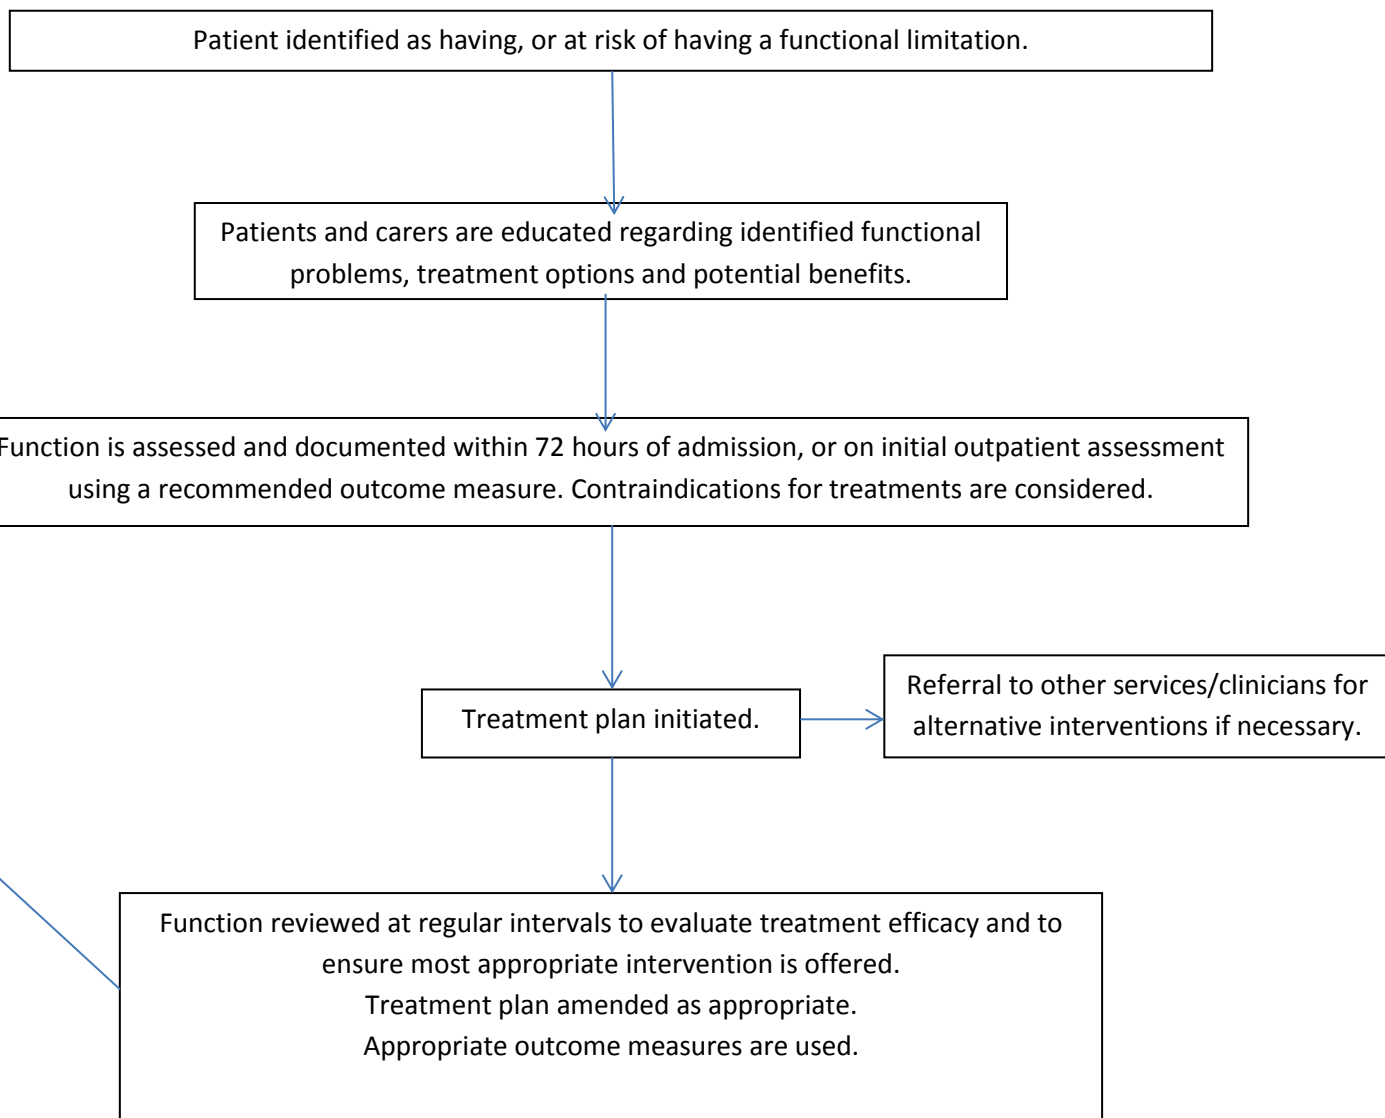 Patient identified as having, or at risk of having a functional limitation.
Patients and carers are educated regarding identified functional
problems, treatment options and potential benefits.
Function is assessed and documented within 72 hours of admission, or on initial outpatient assessment
using a recommended outcome measure. Contraindications for treatments are considered.
Treatment plan initiated.
Referral to other services/clinicians for
alternative interventions if necessary.
Function reviewed at regular intervals to evaluate treatment efficacy and to
ensure most appropriate intervention is offered.
Treatment plan amended as appropriate.
Appropriate outcome measures are used.